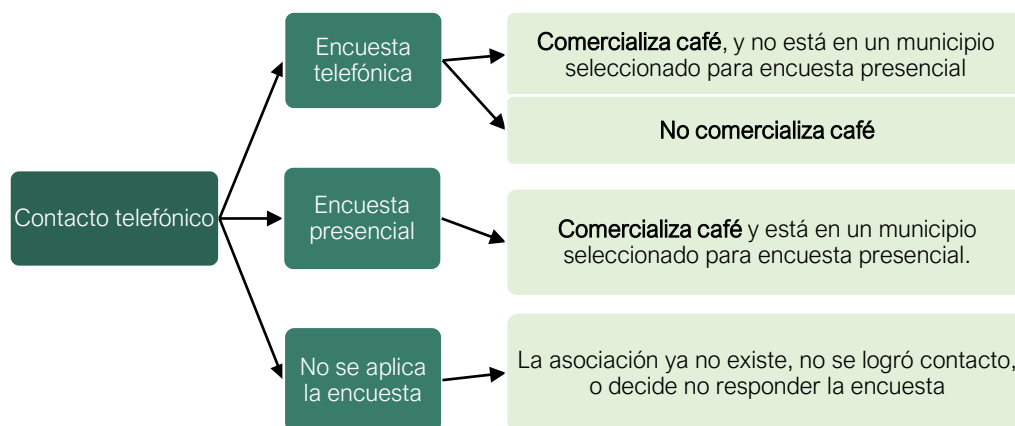 Contacto telefónico
Encuesta
telefónica
Comercializa café, y no está en un municipio
seleccionado para encuesta presencial
No comercializa café
Encuesta
presencial
Comercializa café y está en un municipio
seleccionado para encuesta presencial.
No se aplica
la encuesta
La asociación ya no existe, no se logró contacto,
o decide no responder la encuesta